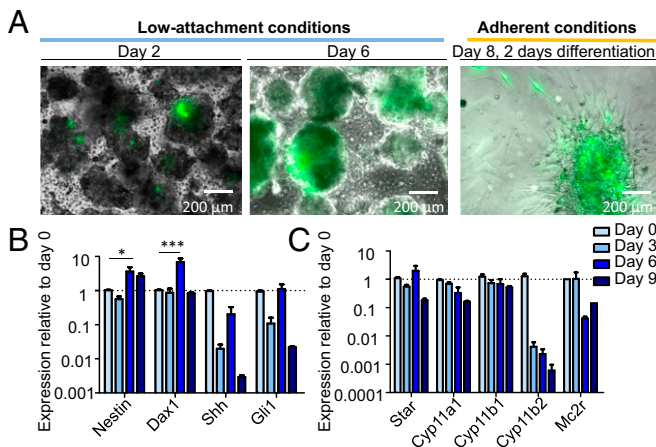 A
Low-attachment conditions
Adherent conditions
Day 2
Day 6
Day 8, 2 days differentiation
200 µm
200 µm
200 µm
B
Expression relative to day 0
10
1
0.1
0.01
0.001
*
***
Nestin
Dax1
Shh
Gli1
C
Expression relative to day 0
10
1
0.1
0.01
0.001
0.0001
Star
Cyp11a1
Cyp11b1
Cyp11b2
Mc2r
Day 0
Day 3
Day 6
Day 9